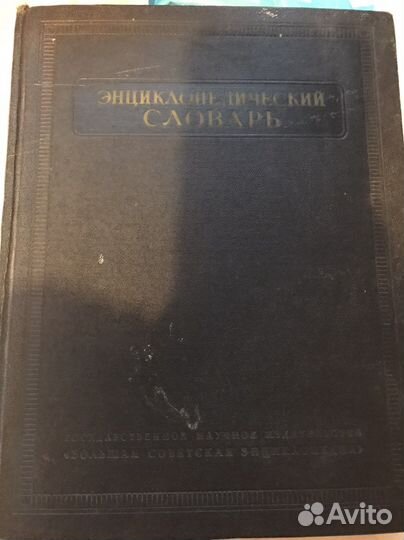 ЭНЦИКЛОПЕДИЧЕСКИЙ
СЛОВАРЬ
ГОСУДАРСТВЕННОЕ НАУЧНОЕ ИЗДАТЕЛЬСТВО
«БОЛЬШАЯ СОВЕТСКАЯ ЭНЦИКЛОПЕДИЯ»
Avito